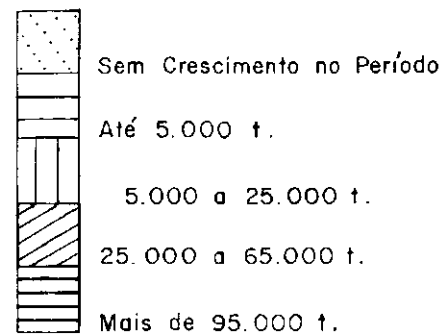 Sem Crescimento no Período
Até 5.000 t.
5.000 a 25.000 t.
25.000 a 65.000 t.
Mais de 95.000 t.